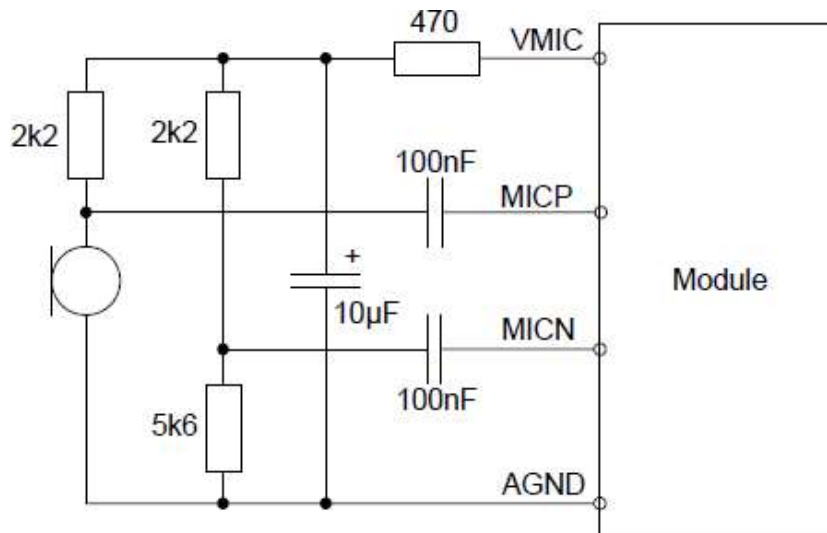 470
VMIC
2k2
2k2
100nF
MICP
+
Module
10µF
MICN
100nF
5k6
AGND